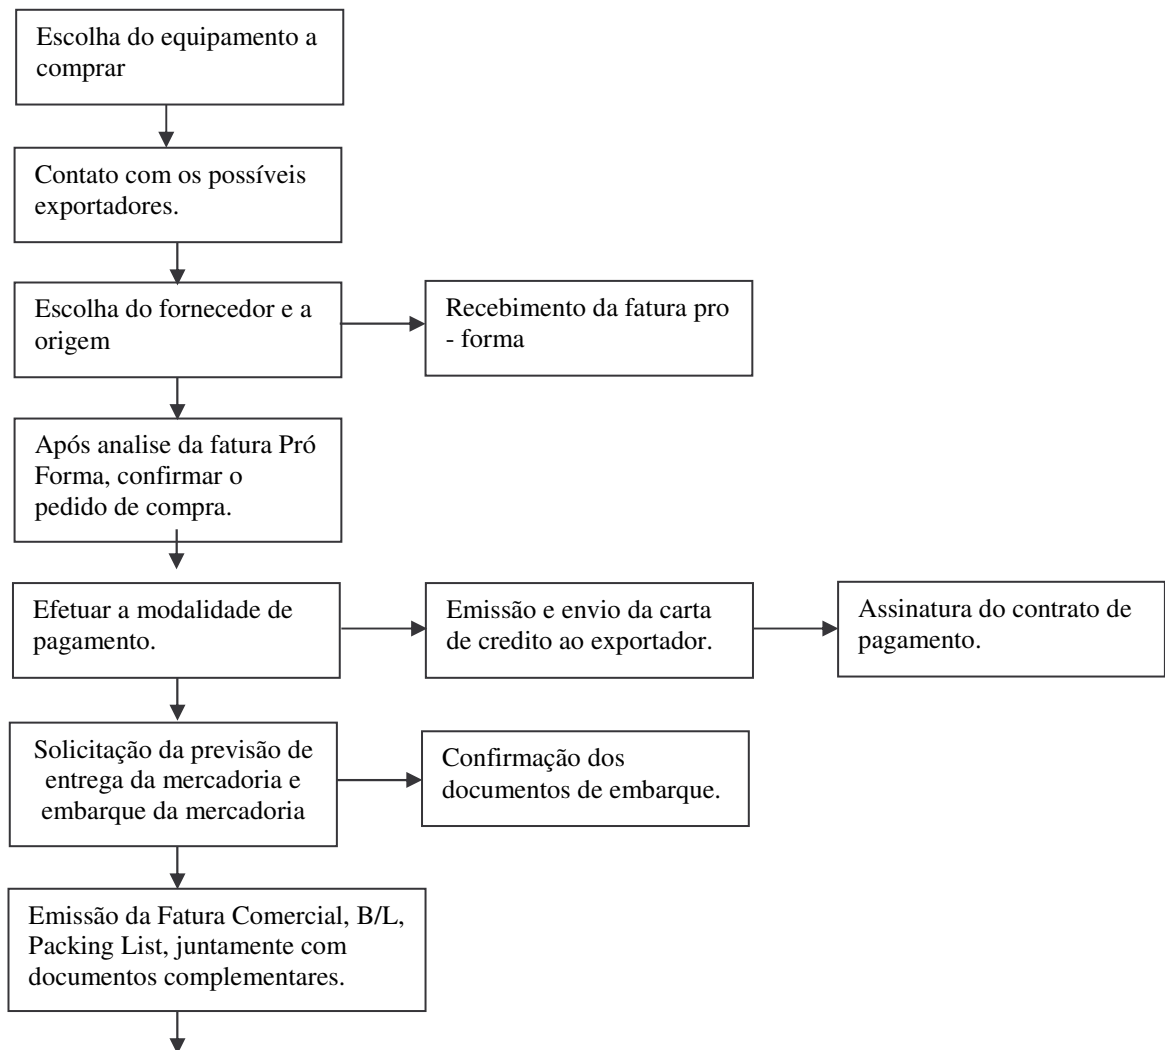 Escolha do equipamento a
comprar
Contato com os possíveis
exportadores.
Escolha do fornecedor e a
origem
Recebimento da fatura pro
- forma
Após analise da fatura Pró
Forma, confirmar o
pedido de compra.
Efetuar a modalidade de
pagamento.
Emissão e envio da carta
de credito ao exportador.
Assinatura do contrato de
pagamento.
Solicitação da previsão de
entrega da mercadoria e
embarque da mercadoria
Confirmação dos
documentos de embarque.
Emissão da Fatura Comercial, B/L,
Packing List, juntamente com
documentos complementares.